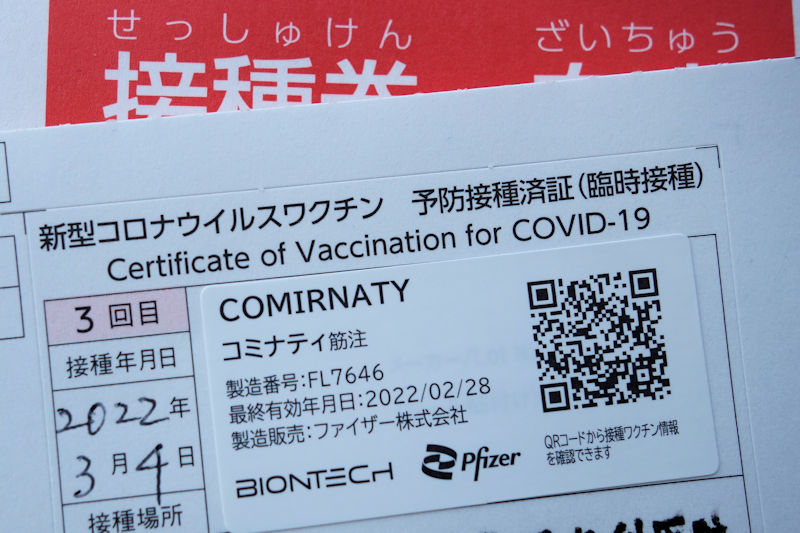 せっしゅけん ざいちゅう
接種券
新型コロナウイルスワクチン 予防接種済証(臨時接種)
Certificate of Vaccination for COVID-19
3回目
接種年月日
2022年
3月4日
接種場所
COMIRNATY
コミナティ筋注
製造番号:FL7646
最終有効年月日:2022/02/28
製造販売:ファイザー株式会社
BIONTECH Pfizer
QRコードから接種ワクチン情報
を確認できます